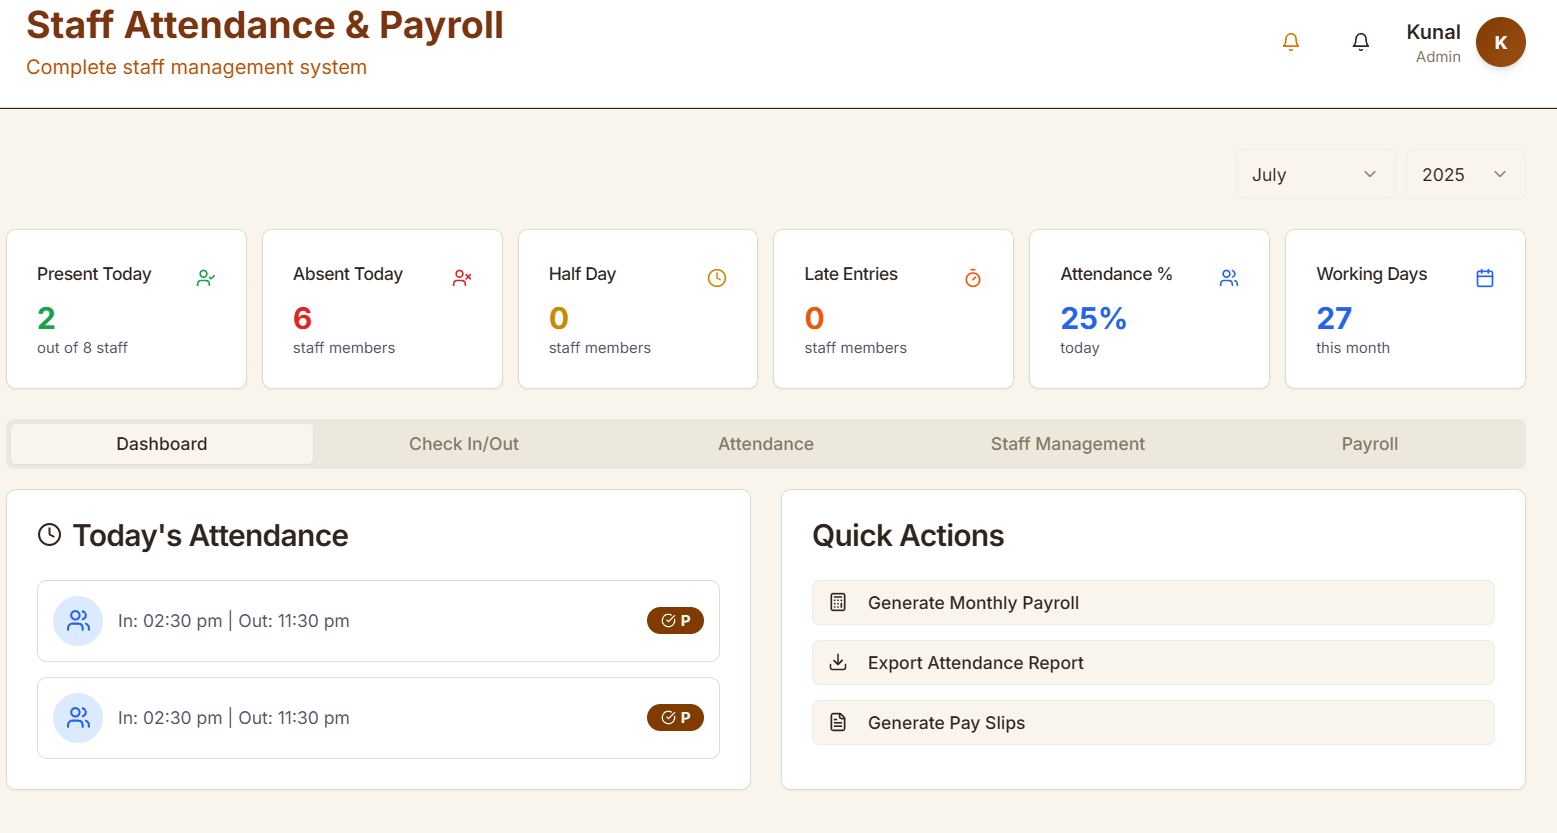 Staff Attendance & Payroll
Complete staff management system
Kunal
Admin
K
July
2025
Present Today
2
out of 8 staff
Absent Today
6
staff members
Half Day
0
staff members
Late Entries
0
staff members
Attendance %
25%
today
Working Days
27
this month
Dashboard
Check In/Out
Attendance
Staff Management
Payroll
Today's Attendance
In: 02:30 pm | Out: 11:30 pm
P
In: 02:30 pm | Out: 11:30 pm
P
Quick Actions
Generate Monthly Payroll
Export Attendance Report
Generate Pay Slips